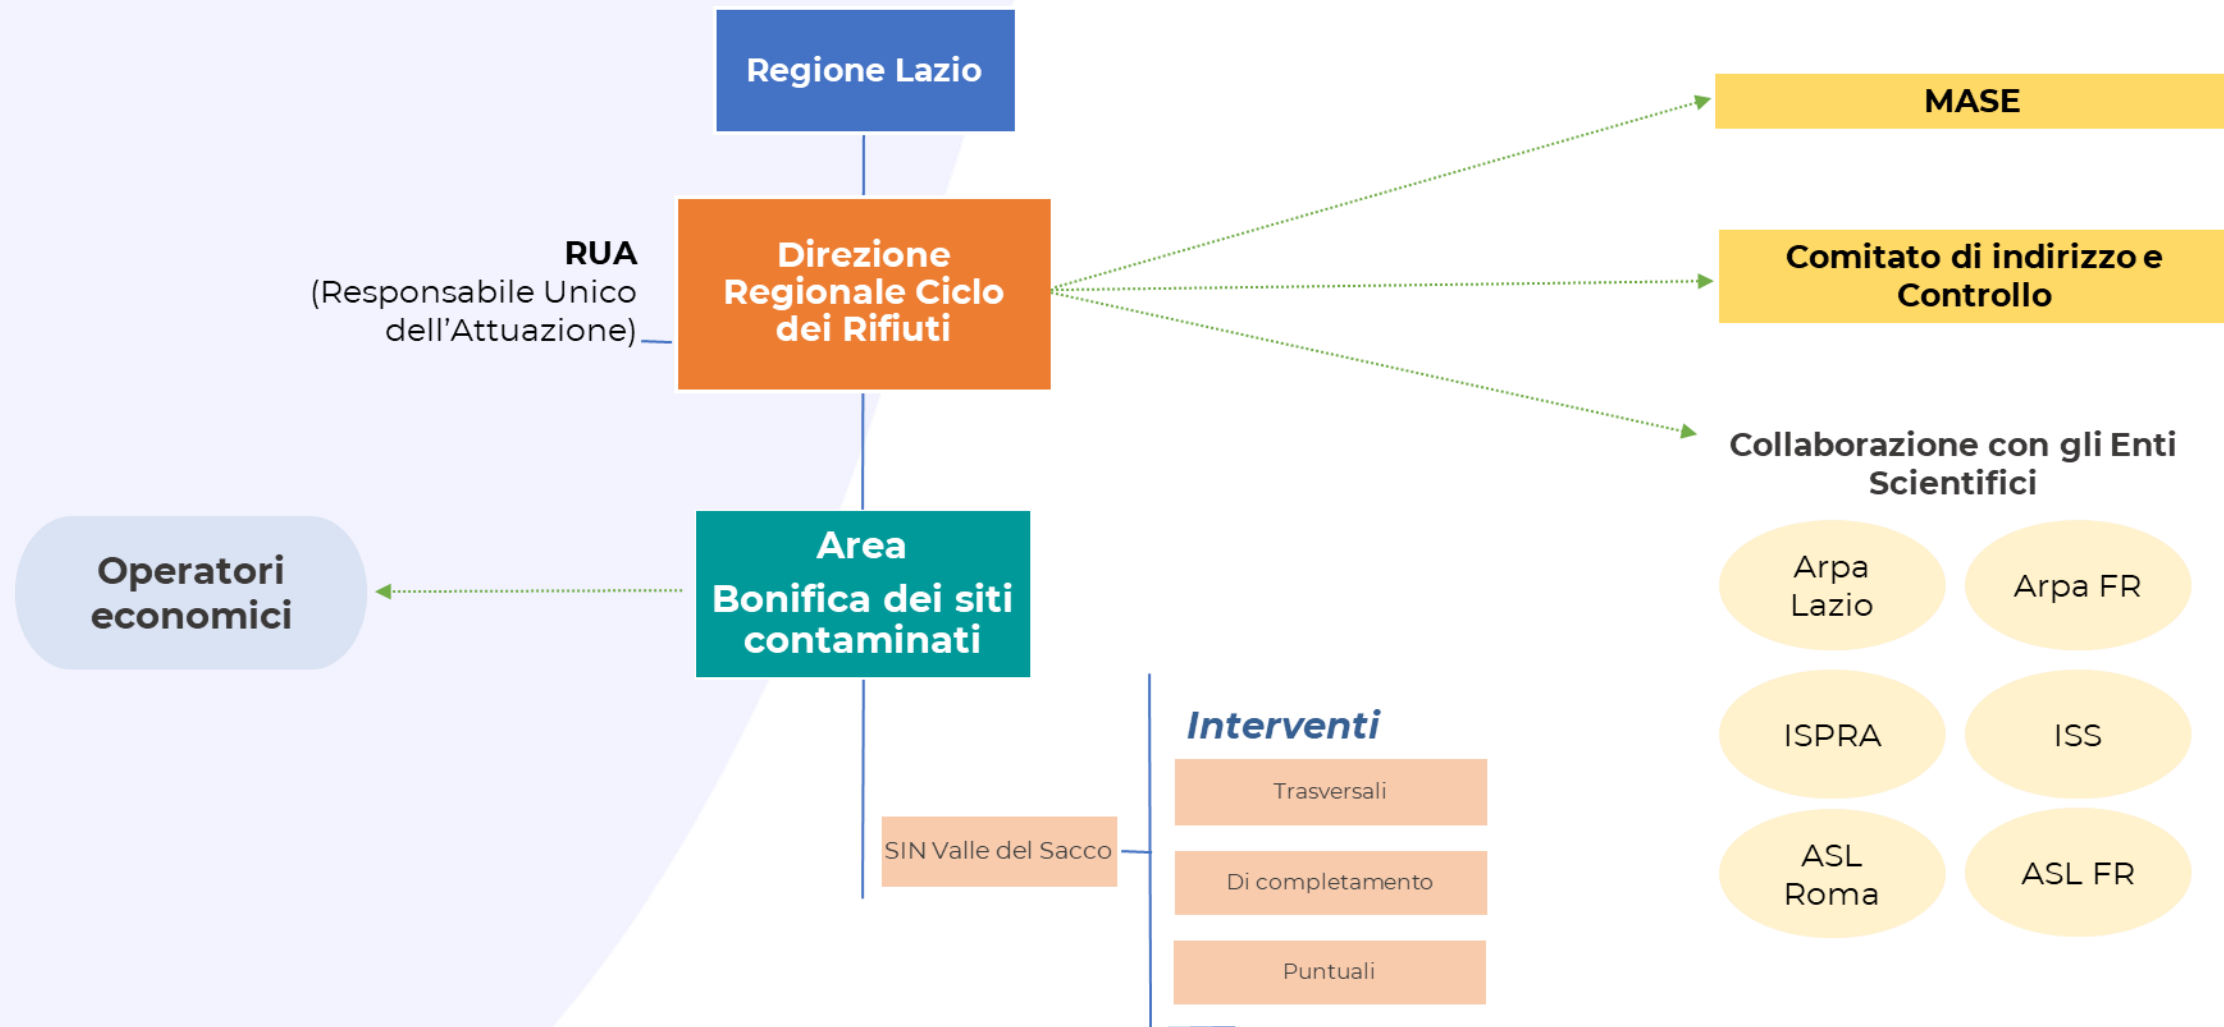 Regione Lazio
MASE
RUA
(Responsabile Unico
dell’Attuazione)
Direzione
Regionale Ciclo
dei Rifiuti
Comitato di indirizzo e
Controllo
Collaborazione con gli Enti
Scientifici
Operatori
economici
Area
Bonifica dei siti
contaminati
Arpa
Lazio
Arpa FR
ISPRA
ISS
ASL
Roma
ASL FR
Interventi
SIN Valle del Sacco
Trasversali
Di completamento
Puntuali